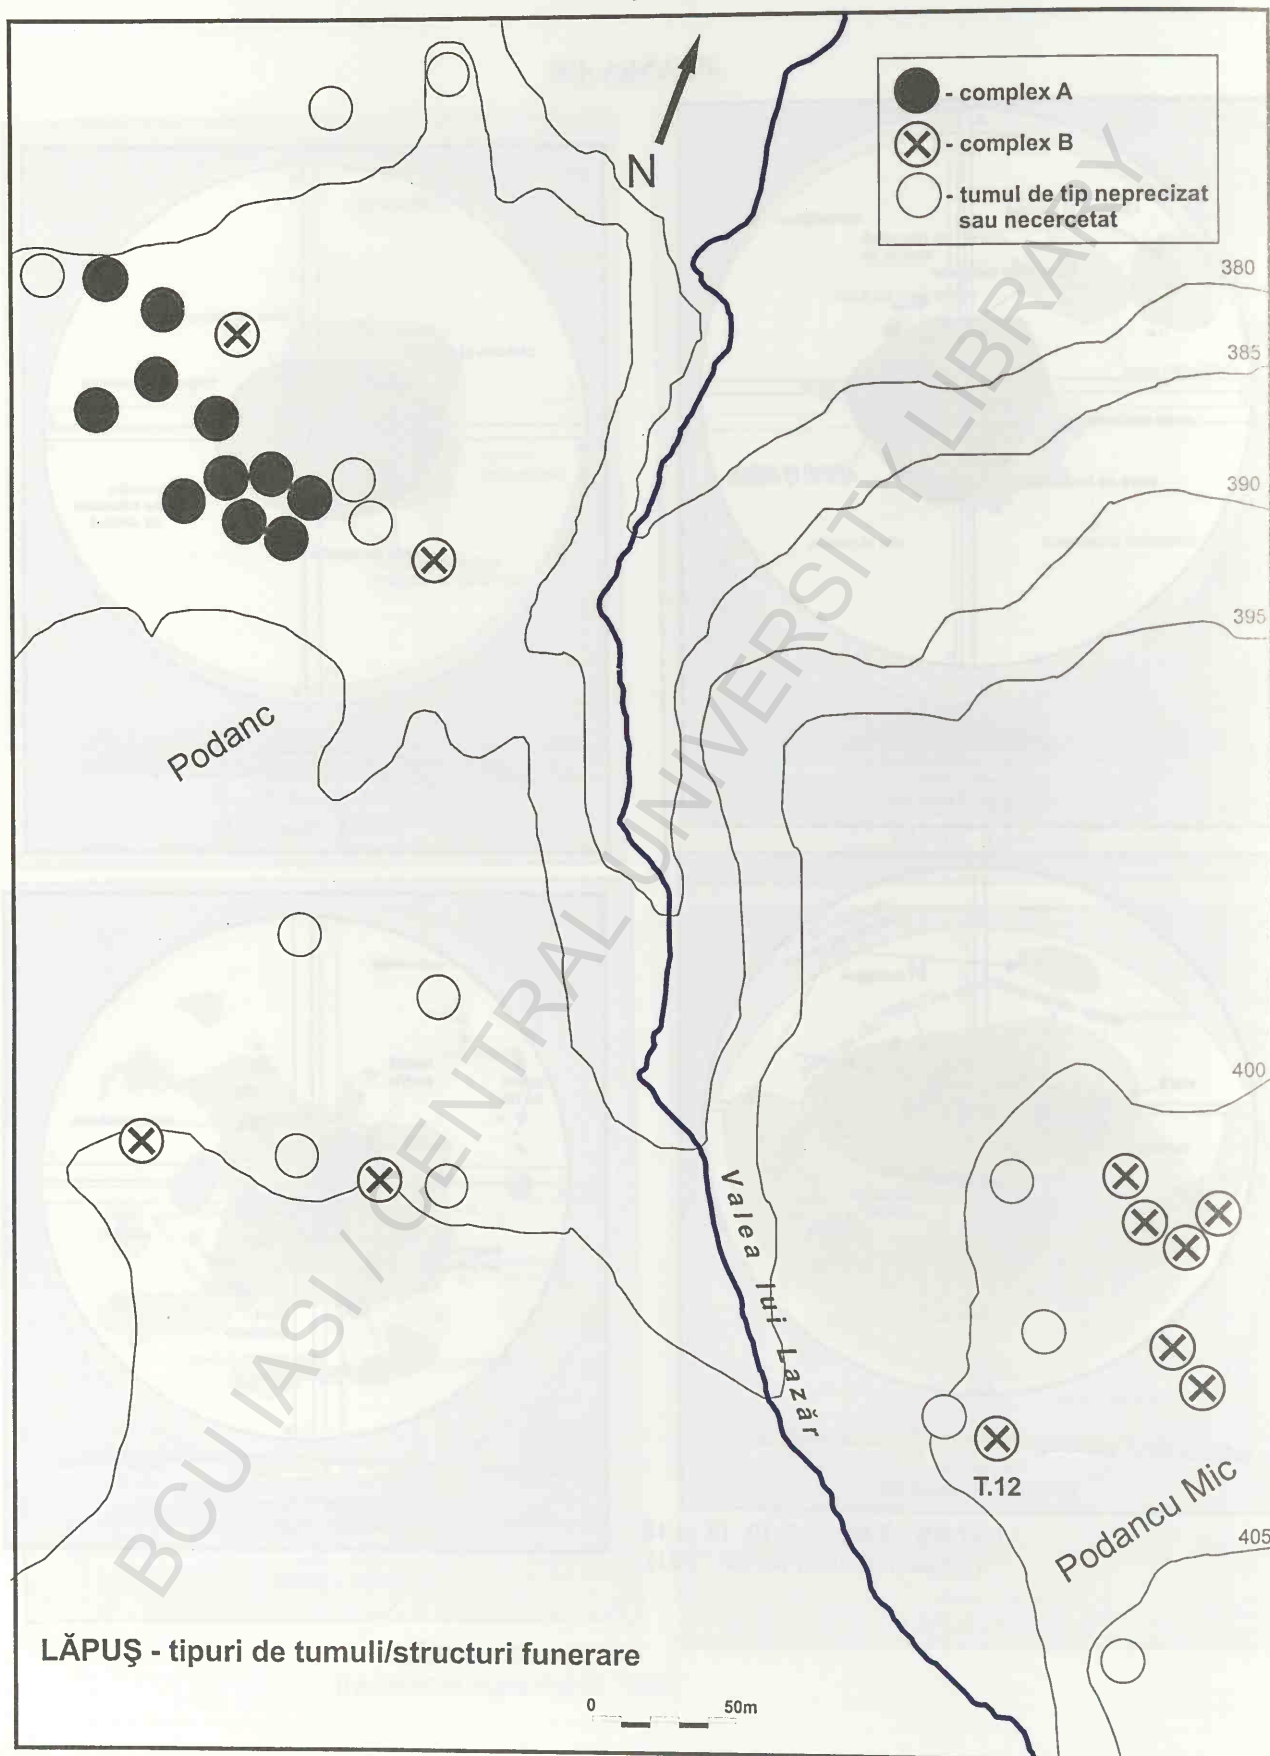 - complex A
- complex B
- tumul de tip neprecizat
sau necercetat
N
380
385
390
395
Podanc
400
Valea lui Lazăr
T.12
Podancu Mic
405
LĂPUŞ - tipuri de tumuli/structuri funerare
0 50m
BCU IASI / CENTRAL UNIVERSITY LIBRARY